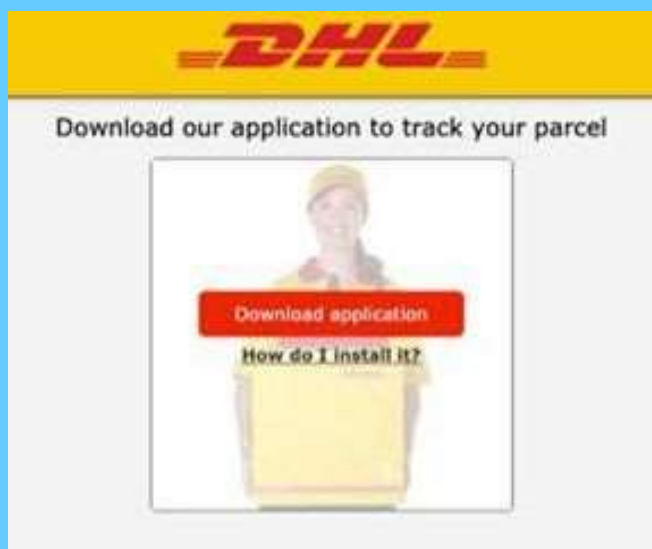 DHL
Download our application to track your parcel
Download application
How do I install it?